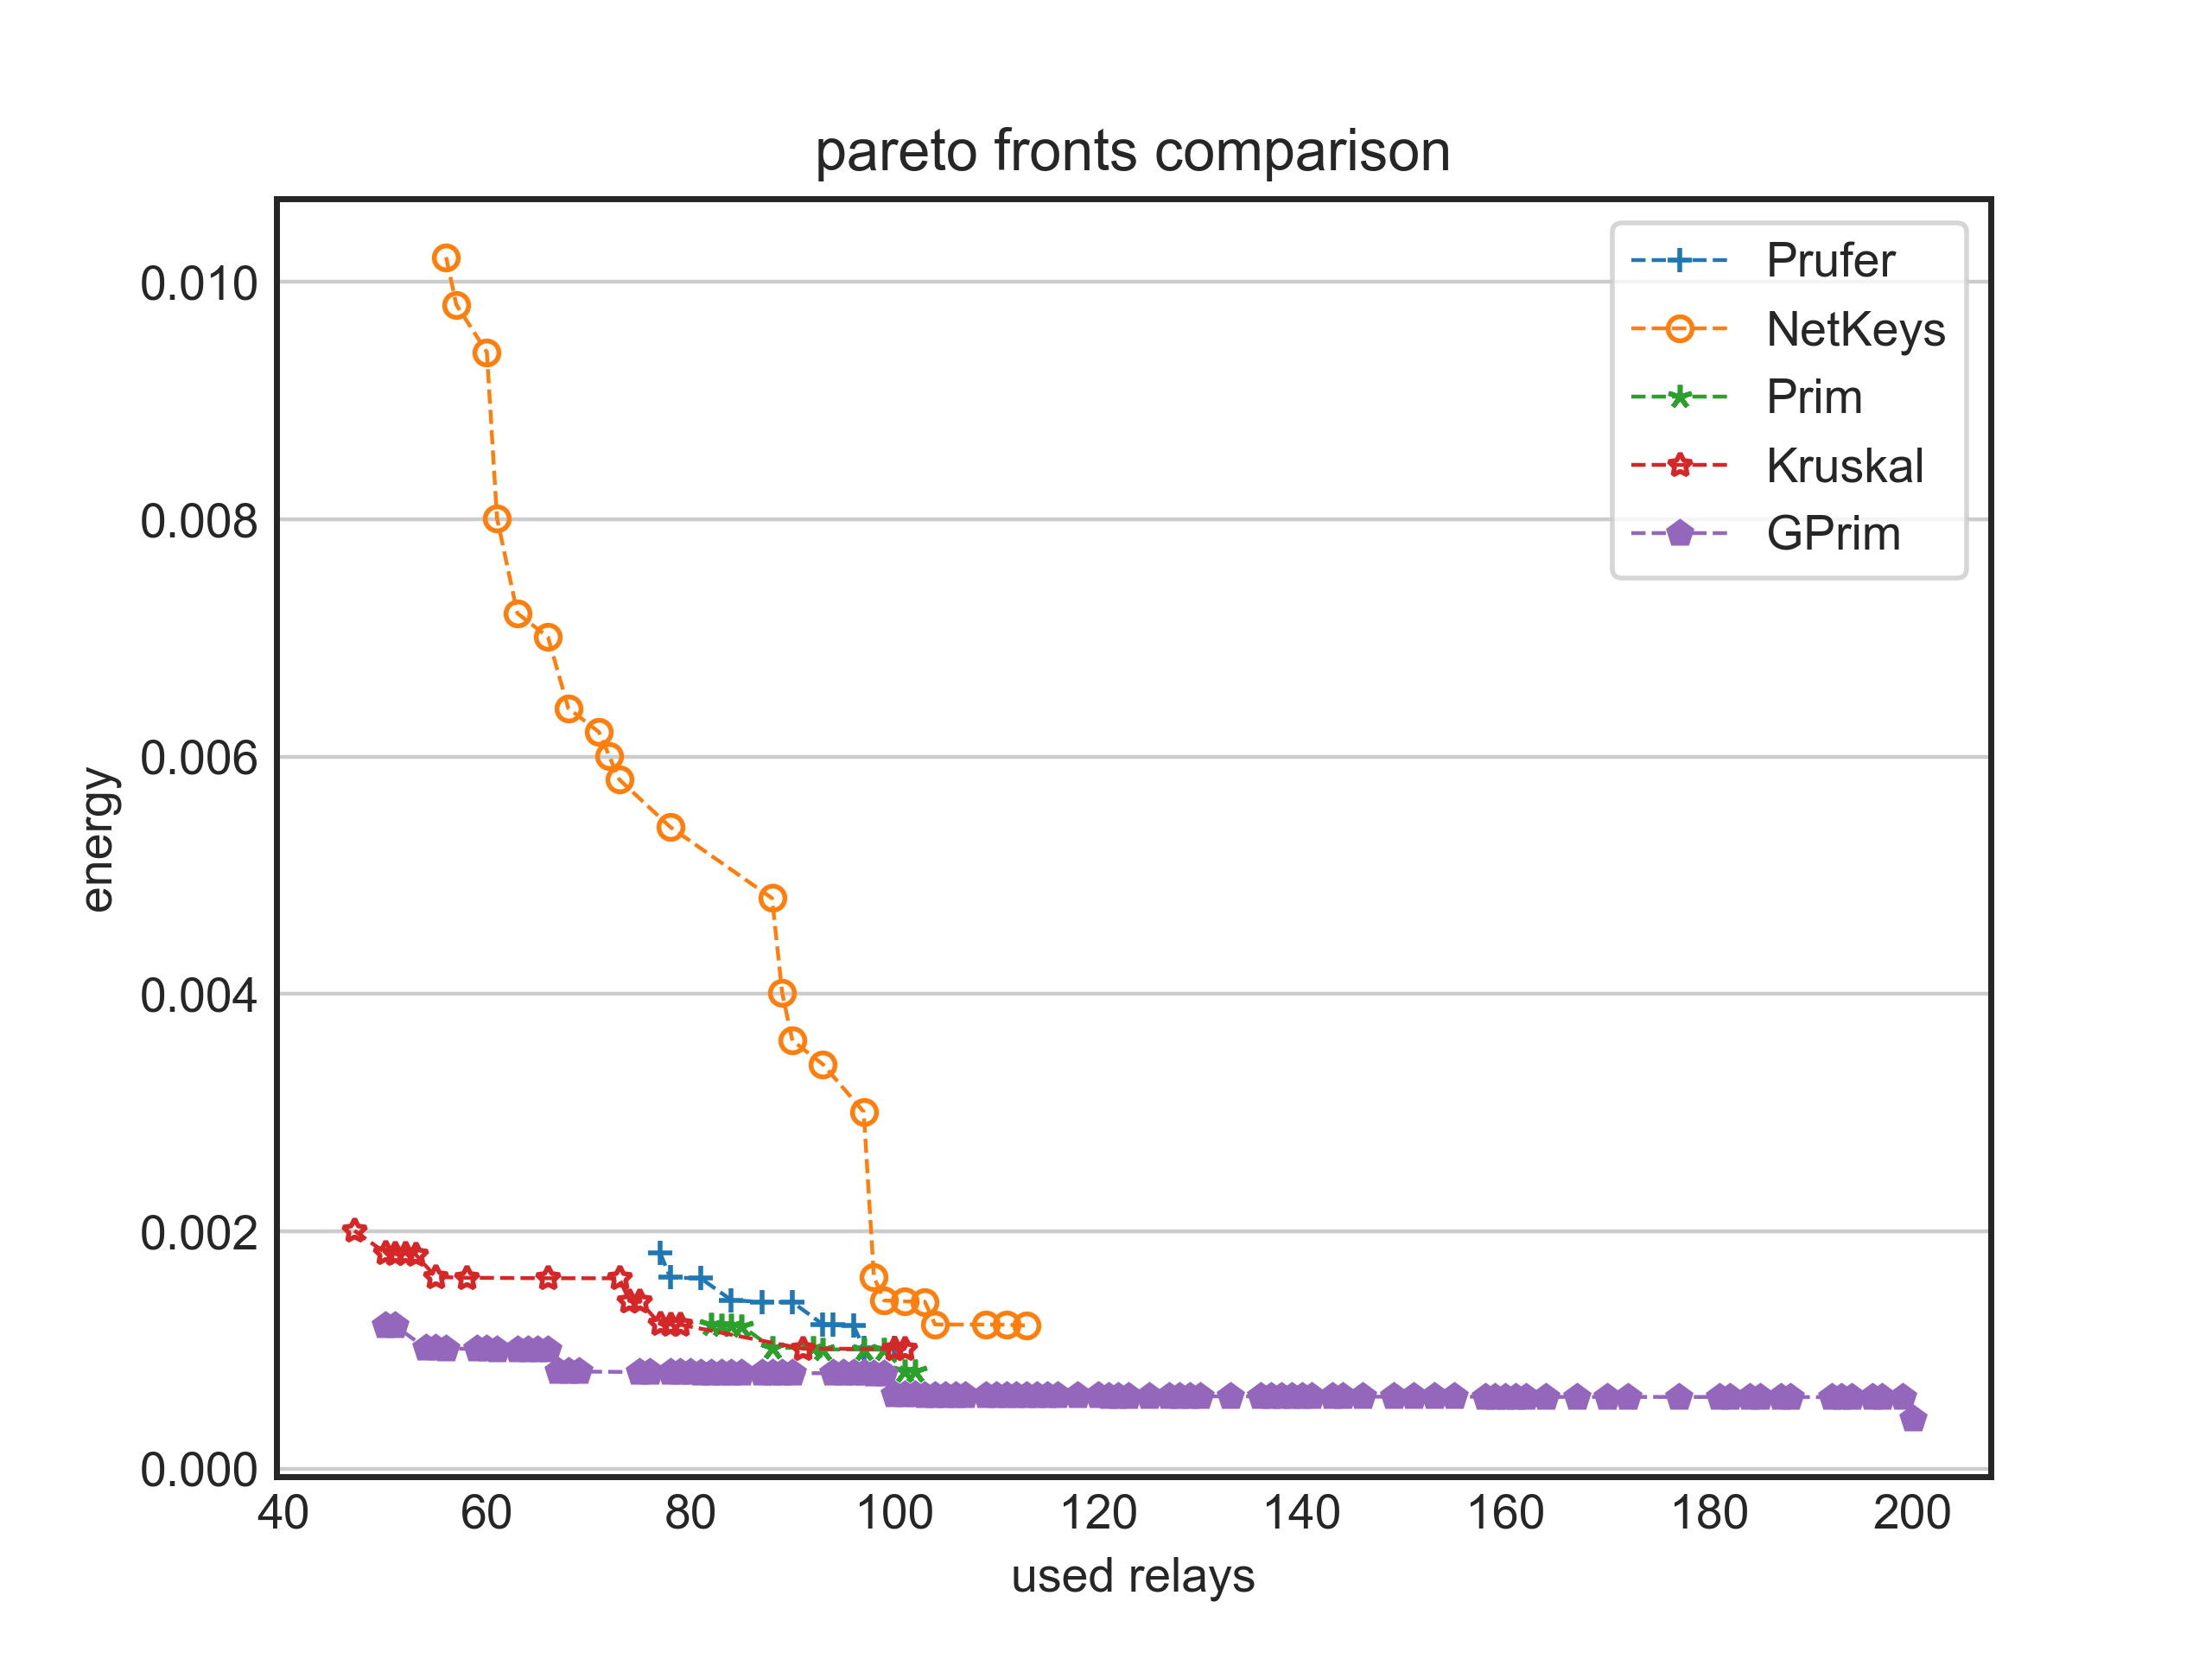 pareto fronts comparison
Prufer
NetKeys
Prim
Kruskal
GPrim
0.010
0.008
0.006
0.004
0.002
0.000
energy
40 60 80 100 120 140 160 180 200
used relays